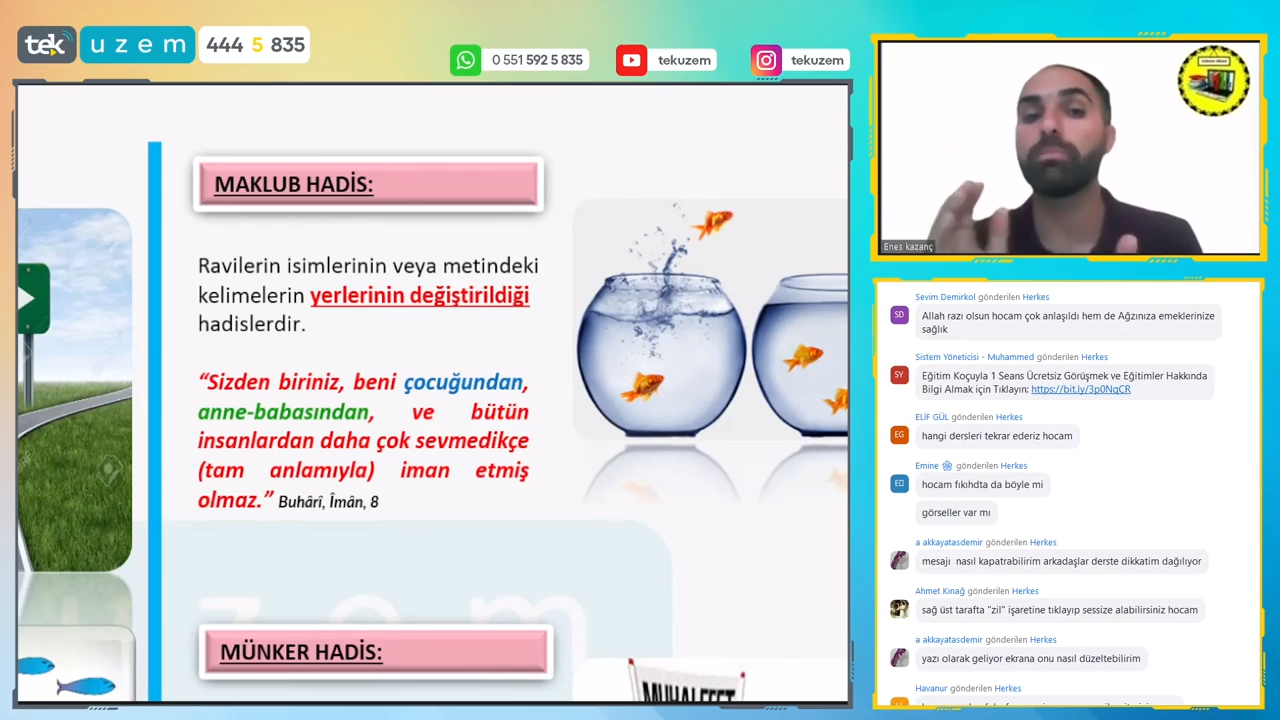 tek
uzem
444 5 835
0 551 592 5 835
tekuzem
tekuzem
MAKLUB HADİS:
Ravilerin isimlerinin veya metindeki
kelimelerin yerlerinin değiştirildiği
hadislerdir.
“Sizden biriniz, beni çocuğundan,
anne-babasından, ve bütün
insanlardan daha çok sevmedikçe
(tam anlamıyla) iman etmiş
olmaz.” Buhârî, Îmân, 8
MÜNKER HADİS:
MUHALEFET
Enes kazanç
Sevim Demirkol gönderilen Herkes
SD
Allah razı olsun hocam çok anlaşıldı hem de Ağzınıza emeklerinize
sağlık
Sistem Yöneticisi - Muhammed gönderilen Herkes
SY
Eğitim Koçuyla 1 Seans Ücretsiz Görüşmek ve Eğitimler Hakkında
Bilgi Almak için Tıklayın: https://bit.ly/3p0NqCR
ELİF GÜL gönderilen Herkes
EG
hangi dersleri tekrar ederiz hocam
Emine gönderilen Herkes
hocam fıkıhdta da böyle mi
görseller var mı
a akkayatasdemir gönderilen Herkes
mesajı nasıl kapatrabilirim arkadaşlar derste dikkatim dağılıyor
Ahmet Kınağ gönderilen Herkes
sağ üst tarafta "zil" işaretine tıklayıp sessize alabilirsiniz hocam
a akkayatasdemir gönderilen Herkes
yazı olarak geliyor ekrana onu nasıl düzeltebilirim
Havanur gönderilen Herkes